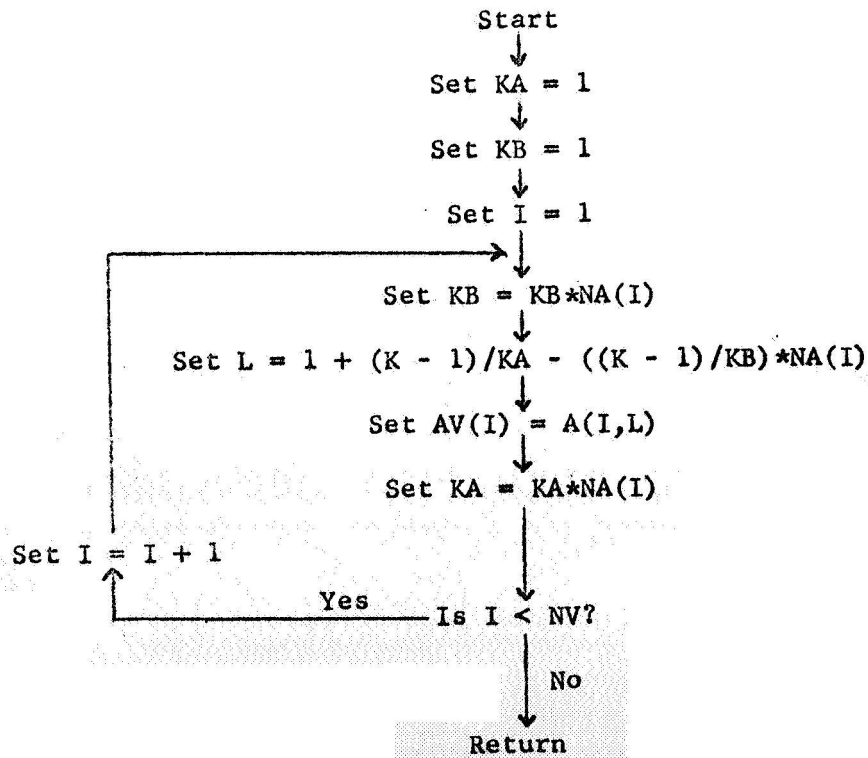 Start
Set KA = 1
Set KB = 1
Set I = 1
Set KB = KB*NA(I)
Set L = 1 + (K - 1)/KA - ((K - 1)/KB)*NA(I)
Set AV(I) = A(I,L)
Set KA = KA*NA(I)
Set I = I + 1
Yes
Is I < NV?
No
Return